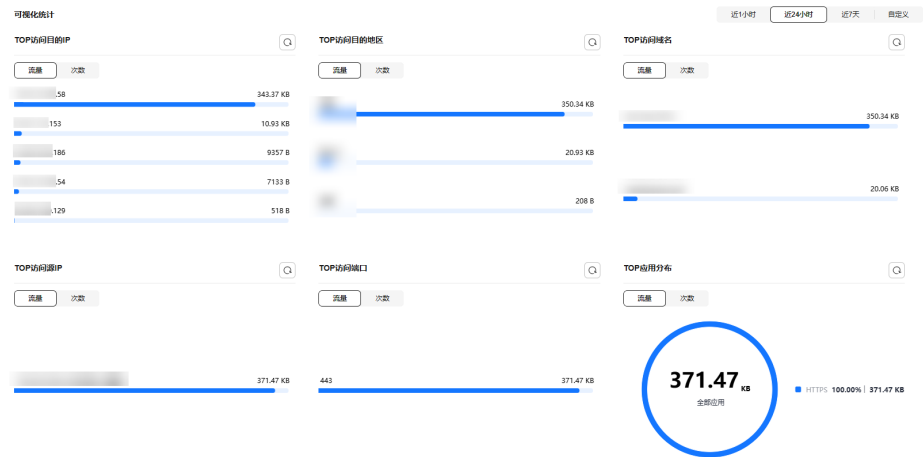 可视化统计
近1小时 近24小时 近7天 自定义
TOP访问目的IP
流量 次数
.58 343.37 KB
.153 10.93 KB
.186 9357 B
.54 7133 B
.129 518 B
TOP访问目的地区
流量 次数
350.34 KB
20.93 KB
208 B
TOP访问域名
流量 次数
350.34 KB
20.06 KB
TOP访问源IP
流量 次数
371.47 KB
TOP访问端口
流量 次数
443 371.47 KB
TOP应用分布
流量 次数
371.47 KB
全部应用
HTTPS 100.00% | 371.47 KB